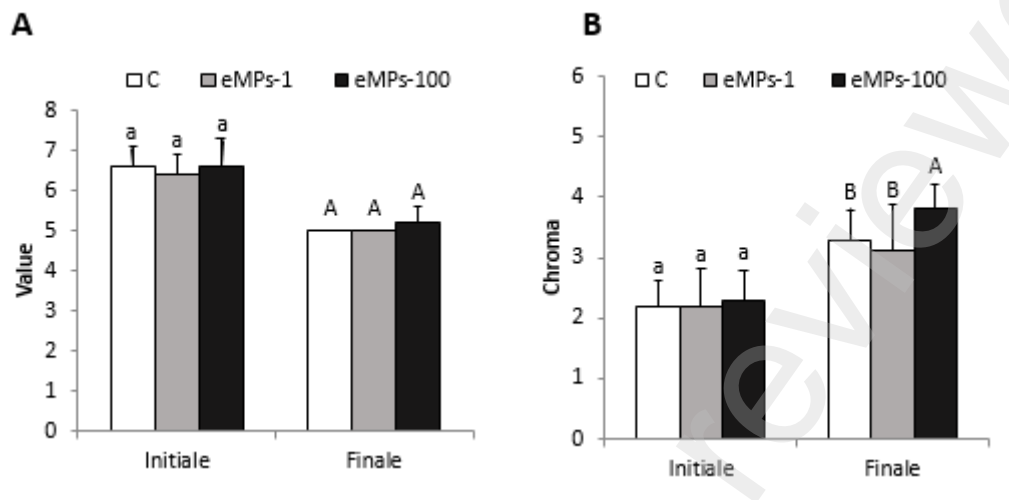 A
C eMPs-1 eMPs-100
Value
8
7
6
5
4
3
2
1
0
a a a
A A A
Initiale Finale
B
C eMPs-1 eMPs-100
Chroma
6
5
4
3
2
1
0
a a a
B B A
Initiale Finale
review